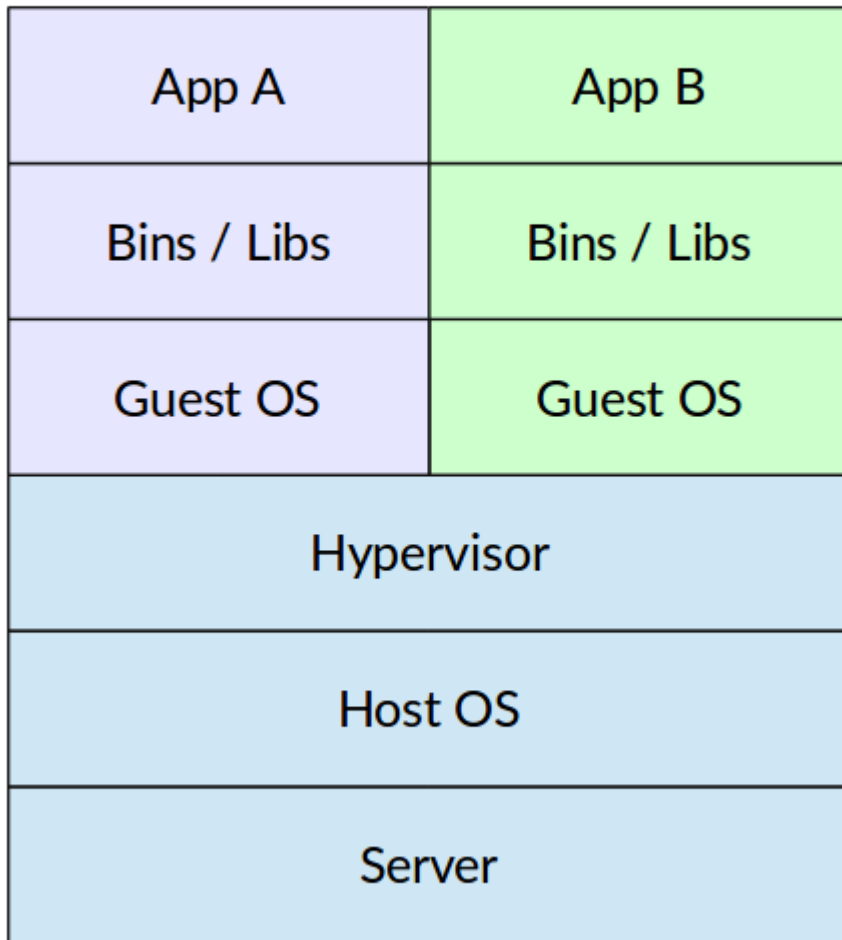 App A App B
Bins / Libs Bins / Libs
Guest OS Guest OS
Hypervisor
Host OS
Server